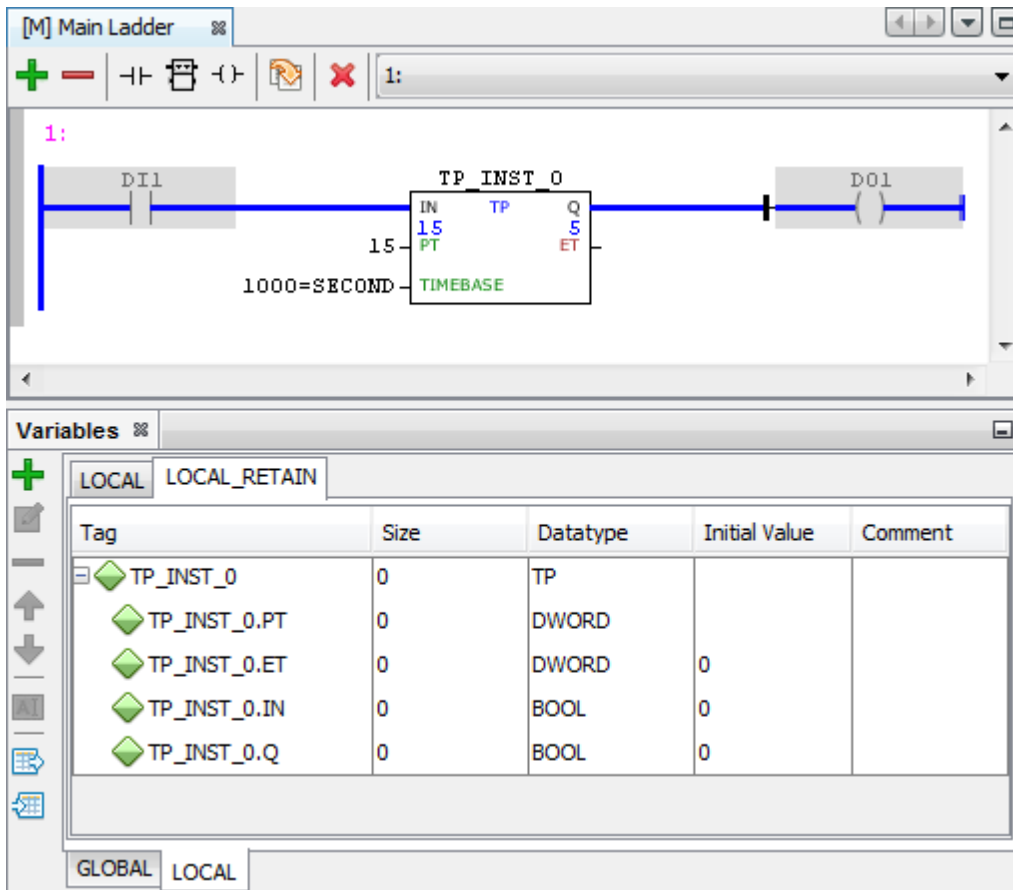 [M] Main Ladder
1:
1:
DI1 TP_INST_0 DO1
IN TP Q
15 5
15 PT ET
1000=SECOND TIMEBASE
Variables
LOCAL LOCAL_RETAIN
Tag Size Datatype Initial Value Comment
TP_INST_0 0 TP
TP_INST_0.PT 0 DWORD
TP_INST_0.ET 0 DWORD 0
TP_INST_0.IN 0 BOOL 0
AI
TP_INST_0.Q 0 BOOL 0
GLOBAL LOCAL